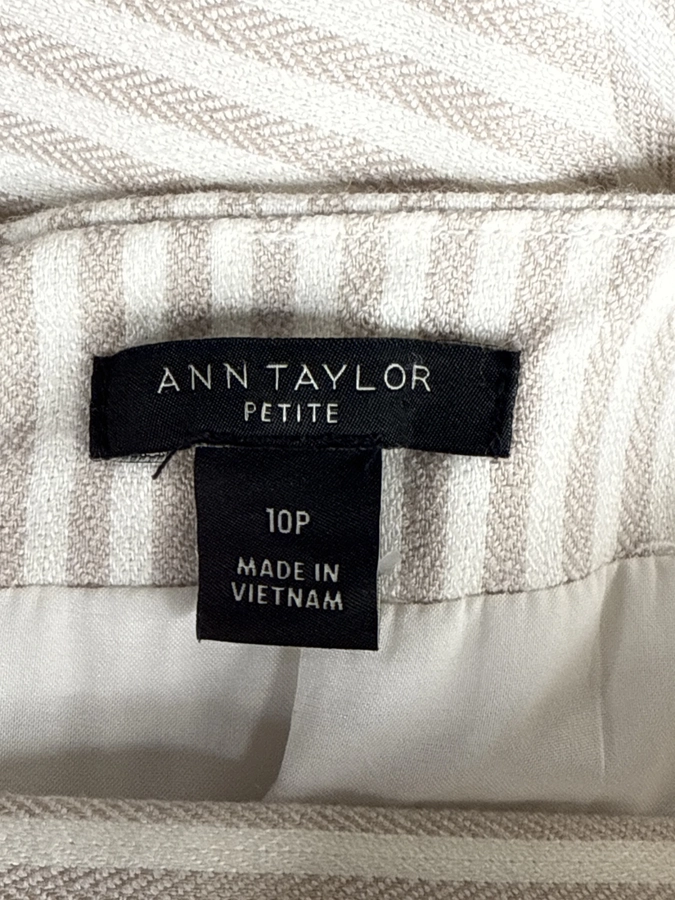 ANN TAYLOR
PETITE
10P
MADE IN
VIETNAM